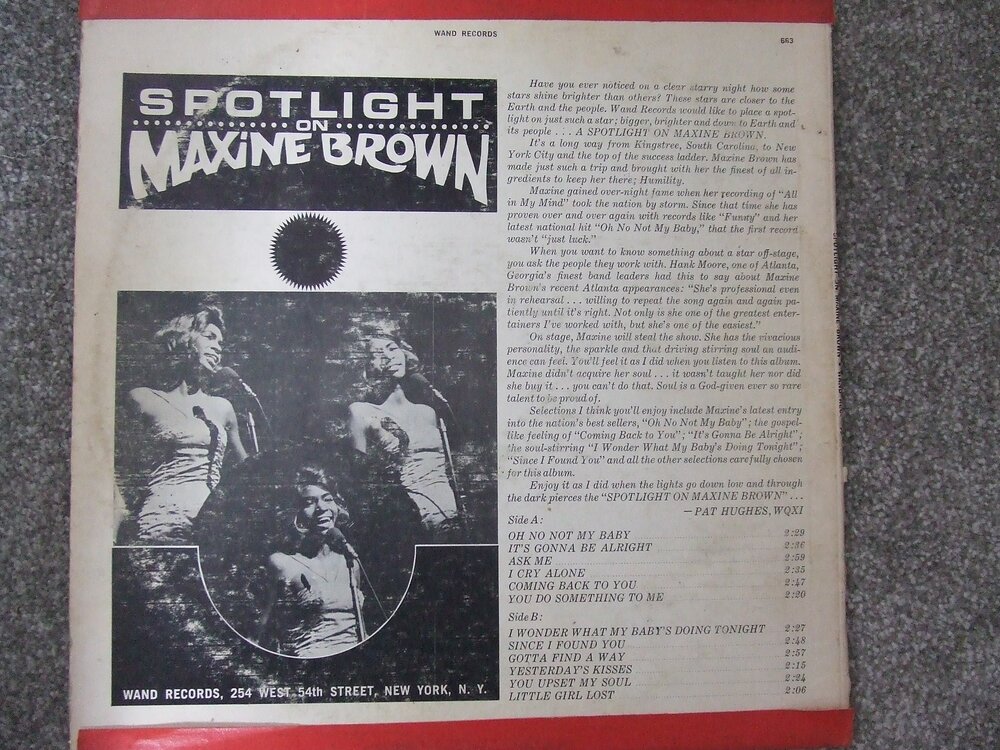 WAND RECORDS
663
SPOTLIGHT
ON
MAXINE BROWN
Have you ever noticed on a clear starry night how some
stars shine brighter than others? These stars are closer to the
Earth and the people. Wand Records would like to place a spot-
light on just such a star; bigger, brighter and down to Earth and
its people . . . A SPOTLIGHT ON MAXINE BROWN.
It's a long way from Kingstree, South Carolina, to New
York City and the top of the success ladder. Maxine Brown has
made just such a trip and brought with her the finest of all in-
gredients to keep her there; Humility.
Maxine gained over-night fame when her recording of "All
in My Mind" took the nation by storm. Since that time she has
proven over and over again with records like "Funny" and her
latest national hit "Oh No Not My Baby," that the first record
wasn't "just luck."
When you want to know something about a star off-stage,
you ask the people they work with. Hank Moore, one of Atlanta,
Georgia's finest band leaders had this to say about Maxine
Brown's recent Atlanta appearances: "She's professional even
in rehearsal . . . willing to repeat the song again and again pa-
tiently until it's right. Not only is she one of the greatest enter-
tainers I've worked with, but she's one of the easiest."
On stage, Maxine will steal the show. She has the vivacious
personality, the sparkle and that driving stirring soul an audi-
ence can feel. You'll feel it as I did when you listen to this album.
Maxine didn't acquire her soul . . . it wasn't taught her nor did
she buy it . . . you can't do that. Soul is a God-given ever so rare
talent to be proud of.
Selections I think you'll enjoy include Maxine's latest entry
into the nation's best sellers, "Oh No Not My Baby"; the gospel-
like feeling of "Coming Back to You"; "It's Gonna Be Alright";
the soul-stirring "I Wonder What My Baby's Doing Tonight";
"Since I Found You" and all the other selections carefully chosen
for this album.
Enjoy it as I did when the lights go down low and through
the dark pierces the "SPOTLIGHT ON MAXINE BROWN" . . .
—PAT HUGHES, WQXI
Side A:
OH NO NOT MY BABY 2:29
IT'S GONNA BE ALRIGHT 2:36
ASK ME 2:59
I CRY ALONE 2:35
COMING BACK TO YOU 2:47
YOU DO SOMETHING TO ME 2:20
Side B:
I WONDER WHAT MY BABY'S DOING TONIGHT 2:27
SINCE I FOUND YOU 2:48
GOTTA FIND A WAY 2:57
YESTERDAY'S KISSES 2:15
YOU UPSET MY SOUL 2:24
LITTLE GIRL LOST 2:06
WAND RECORDS, 254 WEST 54th STREET, NEW YORK, N. Y.